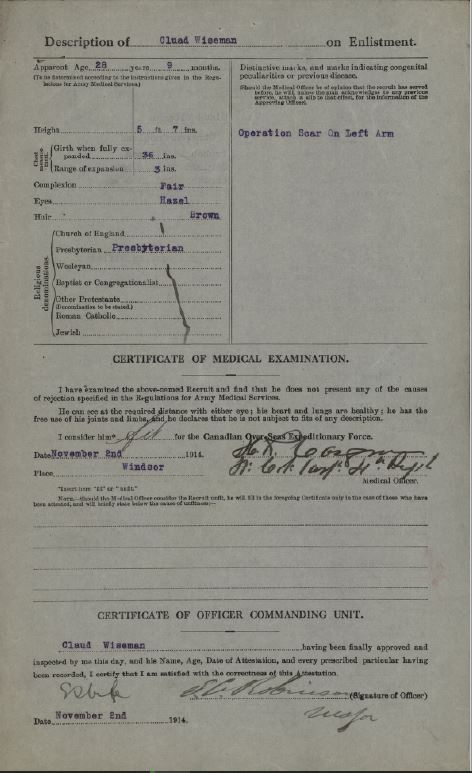 Description of Cluad Wiseman on Enlistment.
Apparent Age 28 years 9 months.
(To be determined according to the instructions given in the Regu-
lations for Army Medical Services.)
Height 5 ft. 7 ins.
Chest
measure-
ment.
Girth when fully ex-
panded 36 ins.
Range of expansion 3 ins.
Complexion Fair
Eyes Hazel
Hair Brown
Religious
denominations.
Church of England
Presbyterian Presbyterian
Wesleyan
Baptist or Congregationalist
Other Protestants
(Denomination to be stated.)
Roman Catholic
Jewish
Distinctive marks, and marks indicating congenital
peculiarities or previous disease.
(Should the Medical Officer be of opinion that the recruit has served
before, he will, unless the man acknowledges to any previous
service, attach a slip to that effect, for the information of the
Approving Officer).
Operation Scar On Left Arm
CERTIFICATE OF MEDICAL EXAMINATION.
I have examined the above-named Recruit and find that he does not present any of the causes
of rejection specified in the Regulations for Army Medical Services.
He can see at the required distance with either eye; his heart and lungs are healthy; he has the
free use of his joints and limbs, and he declares that he is not subject to fits of any description.
I consider him* fit for the Canadian Over-Seas Expeditionary Force.
Date November 2nd 1914.
Place Windsor
Medical Officer.
*Insert here "fit" or "unfit."
NOTE.—Should the Medical Officer consider the Recruit unfit, he will fill in the foregoing Certificate only in the case of those who have
been attested, and will briefly state below the cause of unfitness:—
CERTIFICATE OF OFFICER COMMANDING UNIT.
Claud Wiseman having been finally approved and
inspected by me this day, and his Name, Age, Date of Attestation, and every prescribed particular having
been recorded, I certify that I am satisfied with the correctness of this Attestation.
Robinson (Signature of Officer)
Major
Date November 2nd 1914.